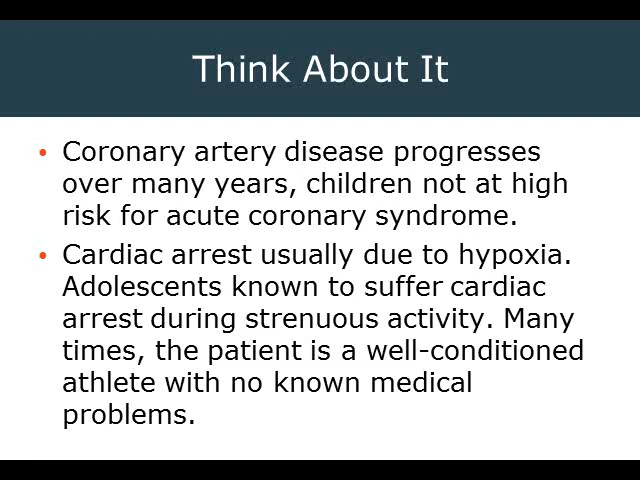 Think About It
• Coronary artery disease progresses
over many years, children not at high
risk for acute coronary syndrome.
• Cardiac arrest usually due to hypoxia.
Adolescents known to suffer cardiac
arrest during strenuous activity. Many
times, the patient is a well-conditioned
athlete with no known medical
problems.